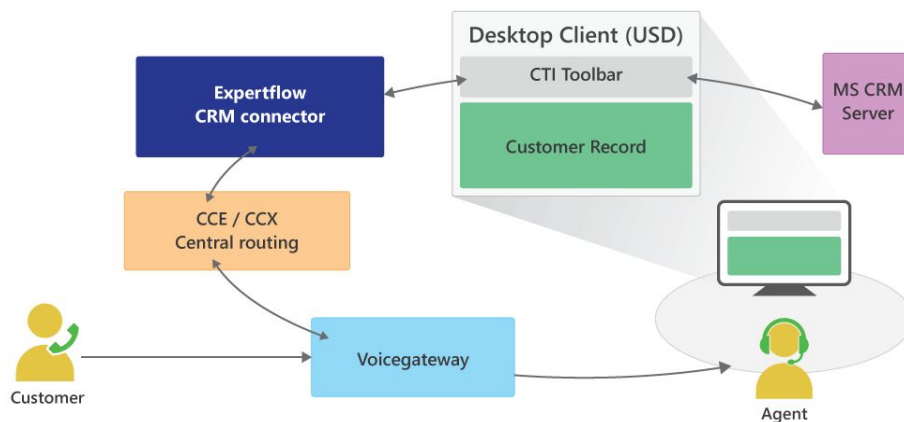 Desktop Client (USD)
CTI Toolbar
Customer Record
Expertflow
CRM connector
MS CRM
Server
CCE / CCX
Central routing
Voicegateway
Customer
Agent